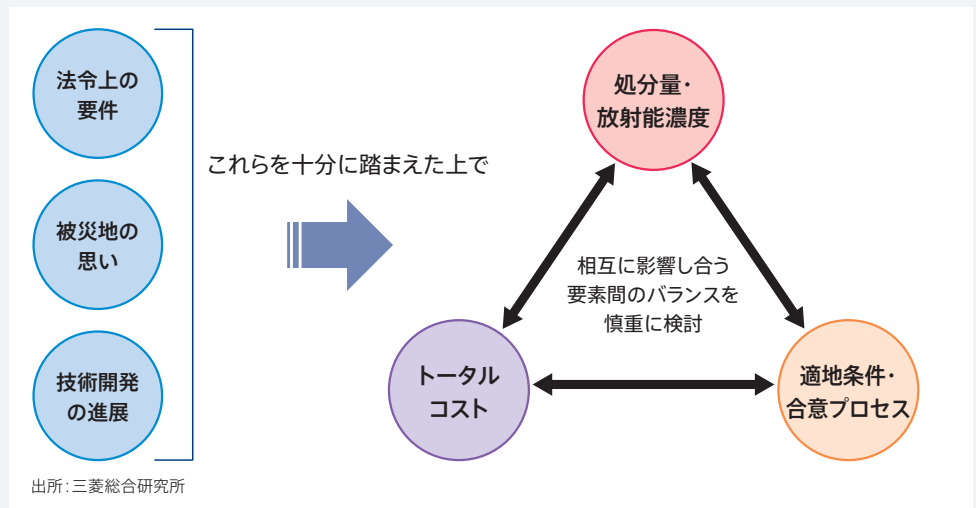 法令上の
要件
被災地の
思い
技術開発
の進展
これらを十分に踏まえた上で
処分量・
放射能濃度
相互に影響し合う
要素間のバランスを
慎重に検討
トータル
コスト
適地条件・
合意プロセス
出所：三菱総合研究所